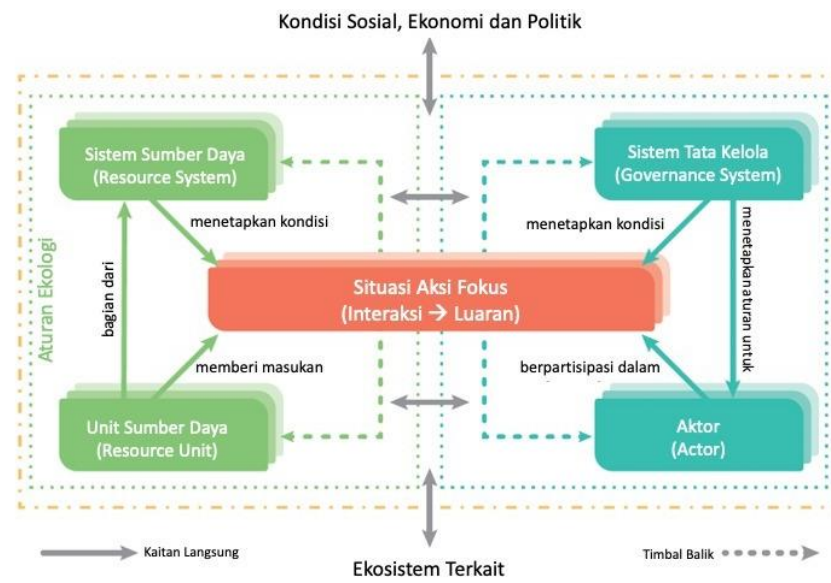 Kondisi Sosial, Ekonomi dan Politik
Sistem Sumber Daya
(Resource System)
Sistem Tata Kelola
(Governance System)
menetapkan kondisi
menetapkan kondisi
menetapkan aturan untuk
Aturan Ekologi
bagian dari
Situasi Aksi Fokus
(Interaksi → Luaran)
memberi masukan
berpartisipasi dalam
Unit Sumber Daya
(Resource Unit)
Aktor
(Actor)
Kaitan Langsung
Ekosistem Terkait
Timbal Balik